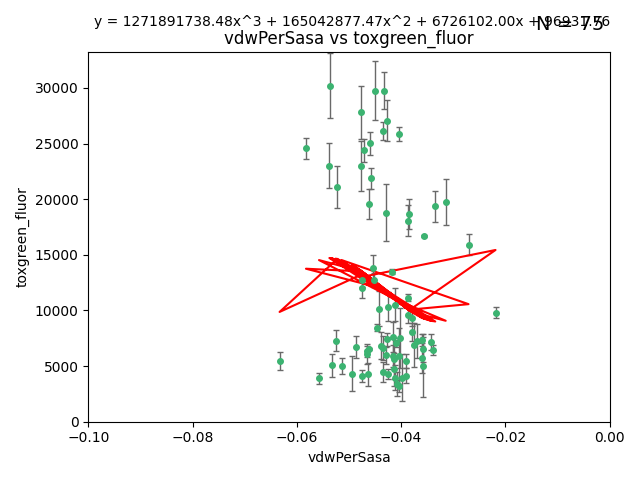 y = 1271891738.48x^3 + 165042877.47x^2 + 6726102.00x + 96931.76
N = 75
vdwPerSasa vs toxgreen_fluor
30000
25000
20000
15000
10000
5000
0
toxgreen_fluor
−0.10 −0.08 −0.06 −0.04 −0.02 0.00
vdwPerSasa